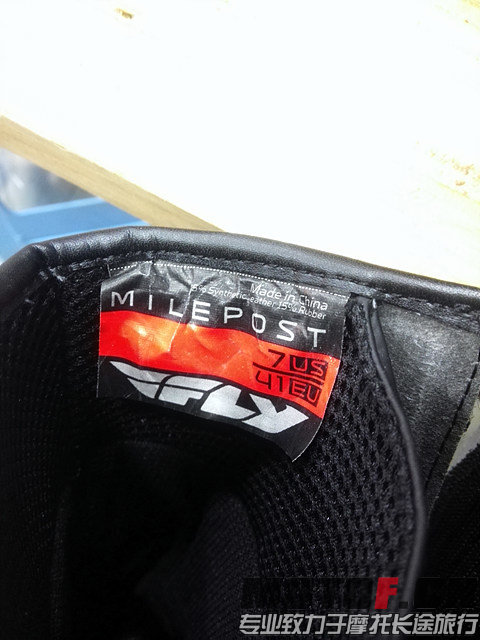 Made in China
Synthetic leather 15% Rubber
MILEPOST
7US
41EU
FLY
F
专业致力于摩托长途旅行